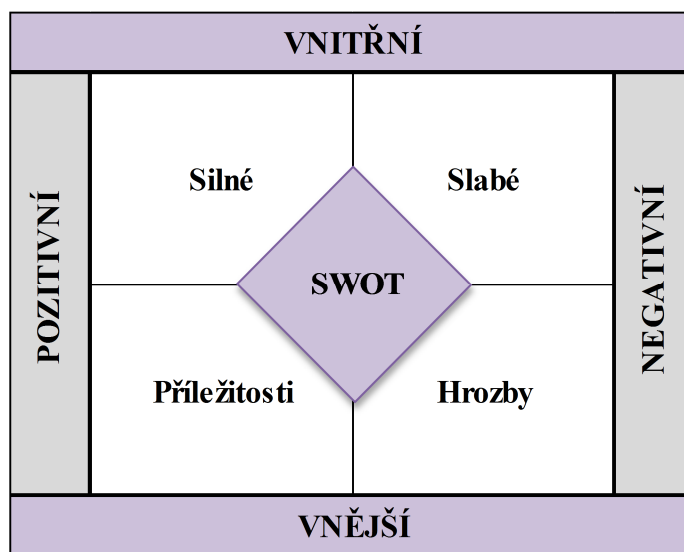 VNITŘNÍ
POZITIVNÍ
Silné
Slabé
NEGATIVNÍ
SWOT
Příležitosti
Hrozby
VNĚJŠÍ